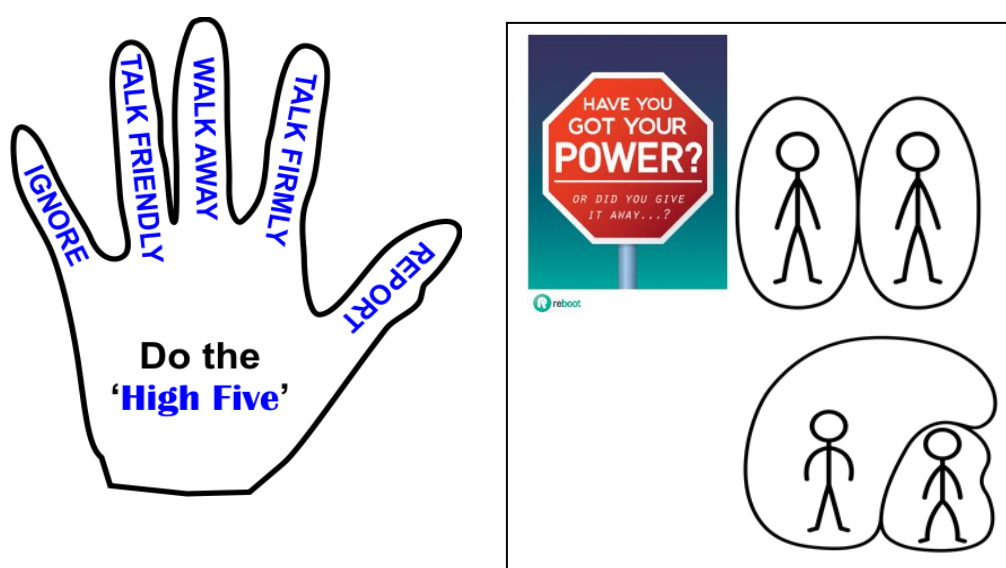 IGNORE
TALK FRIENDLY
WALK AWAY
TALK FIRMLY
REPORT
Do the
‘High Five’
HAVE YOU
GOT YOUR
POWER?
OR DID YOU GIVE
IT AWAY...?
reboot